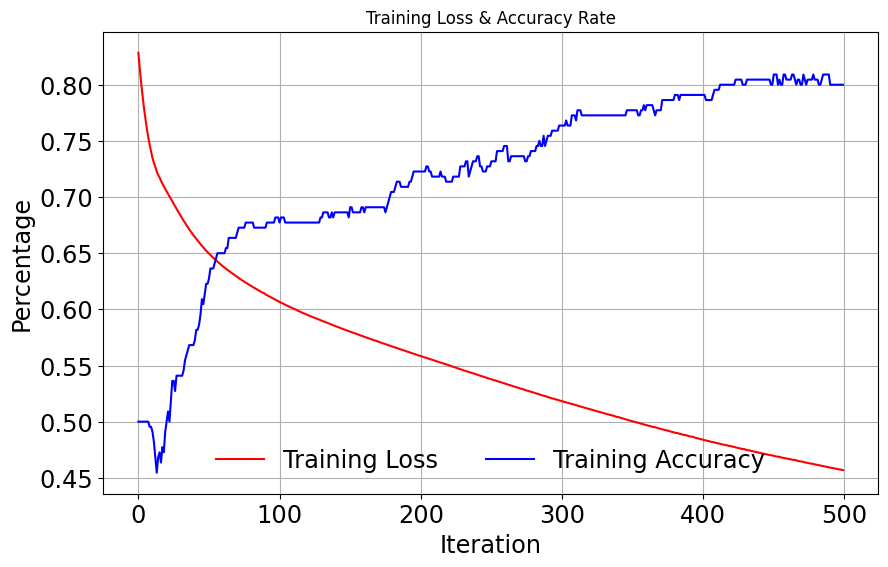 Training Loss & Accuracy Rate
Percentage
0.80
0.75
0.70
0.65
0.60
0.55
0.50
0.45
Training Loss
Training Accuracy
0 100 200 300 400 500
Iteration